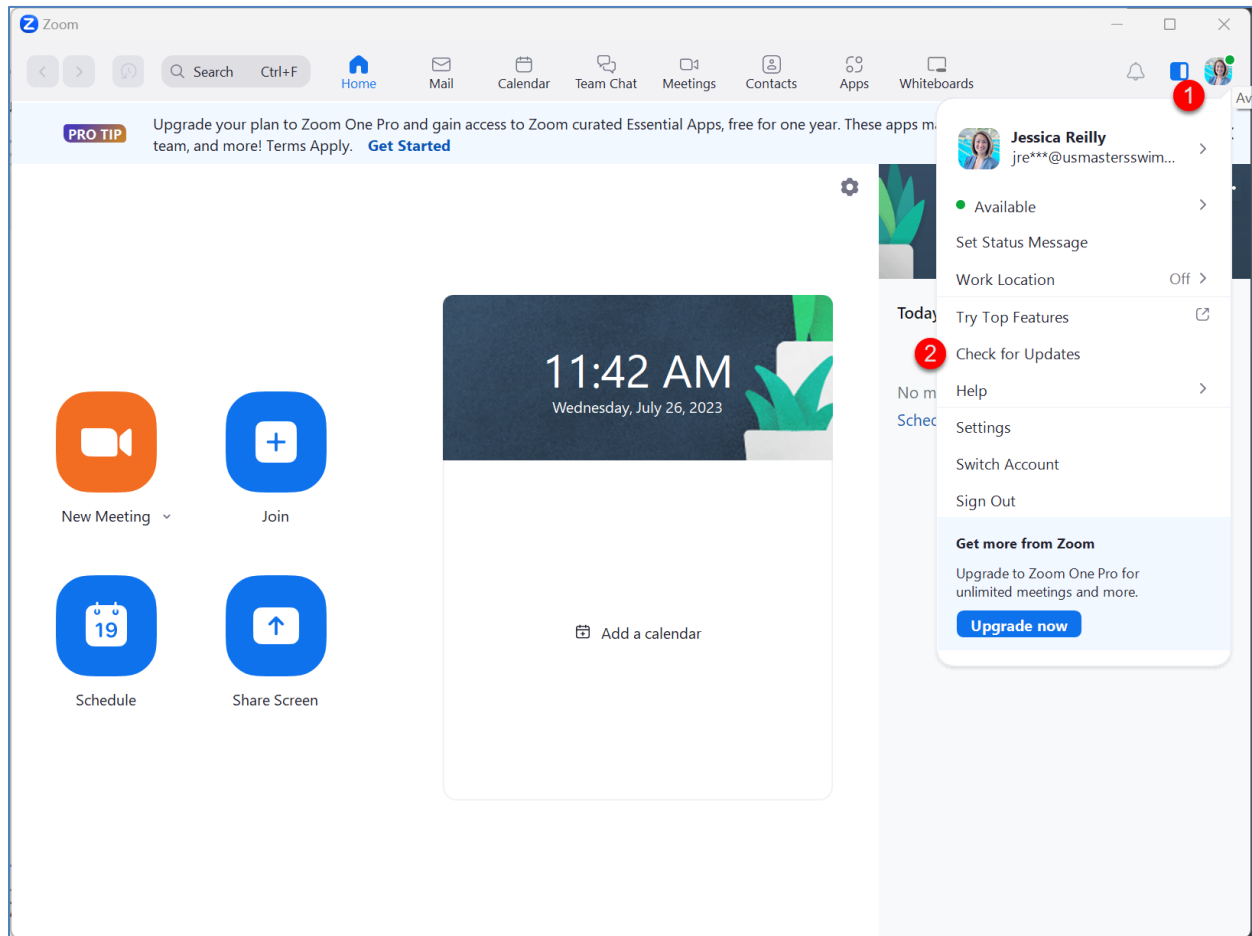 Zoom
Search Ctrl+F
Home
Mail
Calendar
Team Chat
Meetings
Contacts
Apps
Whiteboards
1
Av
PRO TIP
Upgrade your plan to Zoom One Pro and gain access to Zoom curated Essential Apps, free for one year. These apps
team, and more! Terms Apply. Get Started
Jessica Reilly
jre***@usmastersswim...
Available
Set Status Message
Work Location Off
Try Top Features
2
Check for Updates
Help
Settings
Switch Account
Sign Out
Get more from Zoom
Upgrade to Zoom One Pro for
unlimited meetings and more.
Upgrade now
11:42 AM
Wednesday, July 26, 2023
Add a calendar
New Meeting
Join
19
Schedule
Share Screen
Today
No m
Sched